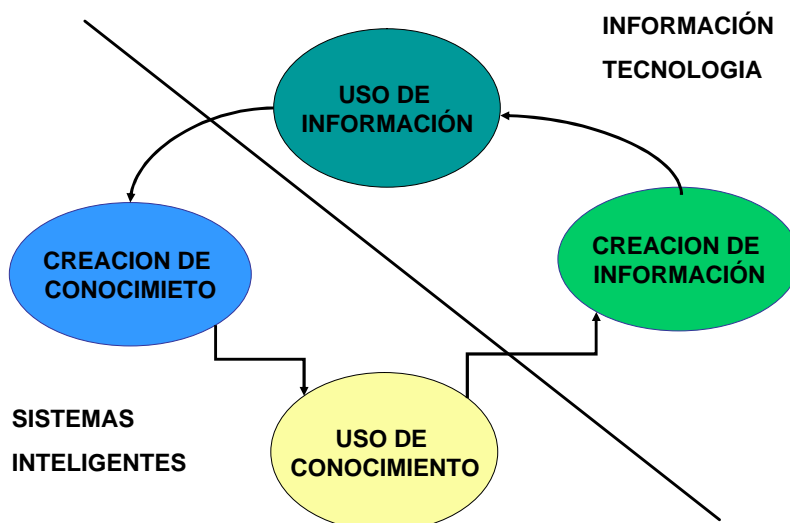 INFORMACIÓN
TECNOLOGIA
USO DE
INFORMACIÓN
CREACION DE
CONOCIMIETO
CREACION DE
INFORMACIÓN
SISTEMAS
INTELIGENTES
USO DE
CONOCIMIENTO